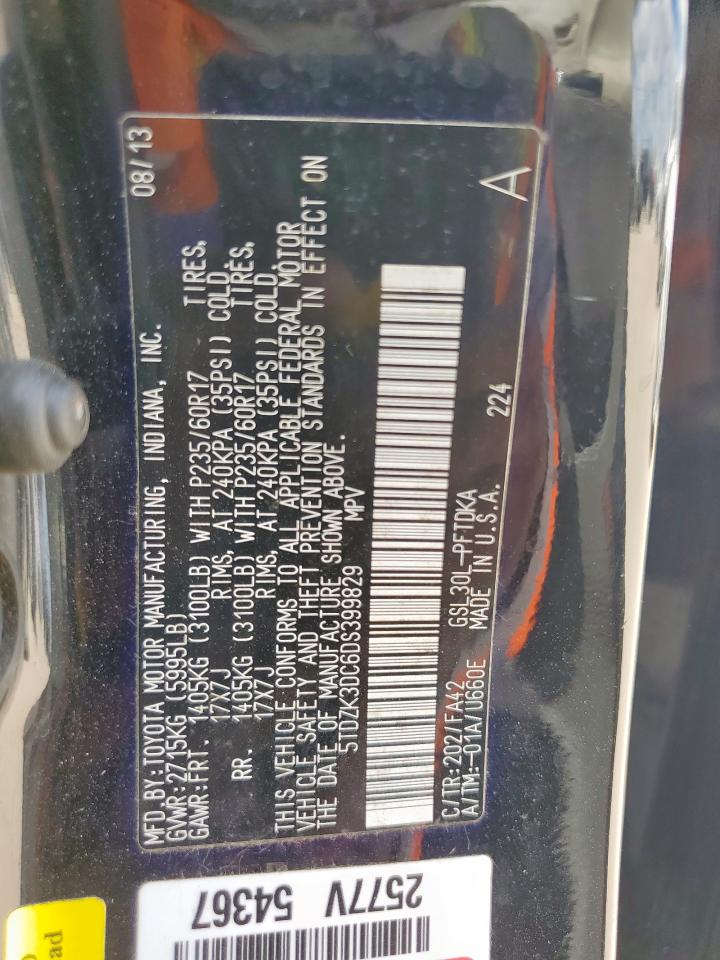 08/13
MFD.BY:TOYOTA MOTOR MANUFACTURING, INDIANA, INC.
GVWR:2715KG (5995LB)
GAWR:FRT. 1405KG (3100LB) WITH P235/60R17 TIRES,
17X7J RIMS, AT 240KPA (35PSI) COLD.
RR. 1405KG (3100LB) WITH P235/60R17 TIRES,
17X7J RIMS, AT 240KPA (35PSI) COLD.
THIS VEHICLE CONFORMS TO ALL APPLICABLE FEDERAL MOTOR
VEHICLE SAFETY AND THEFT PREVENTION STANDARDS IN EFFECT ON
THE DATE OF MANUFACTURE SHOWN ABOVE.
5TDZK3DC6DS399829 MPV
C/TR:202/FA42 GSL30L-PFTDKA
A/TM:-01A/U660E MADE IN U.S.A. 224
A
54367
2577V
ad